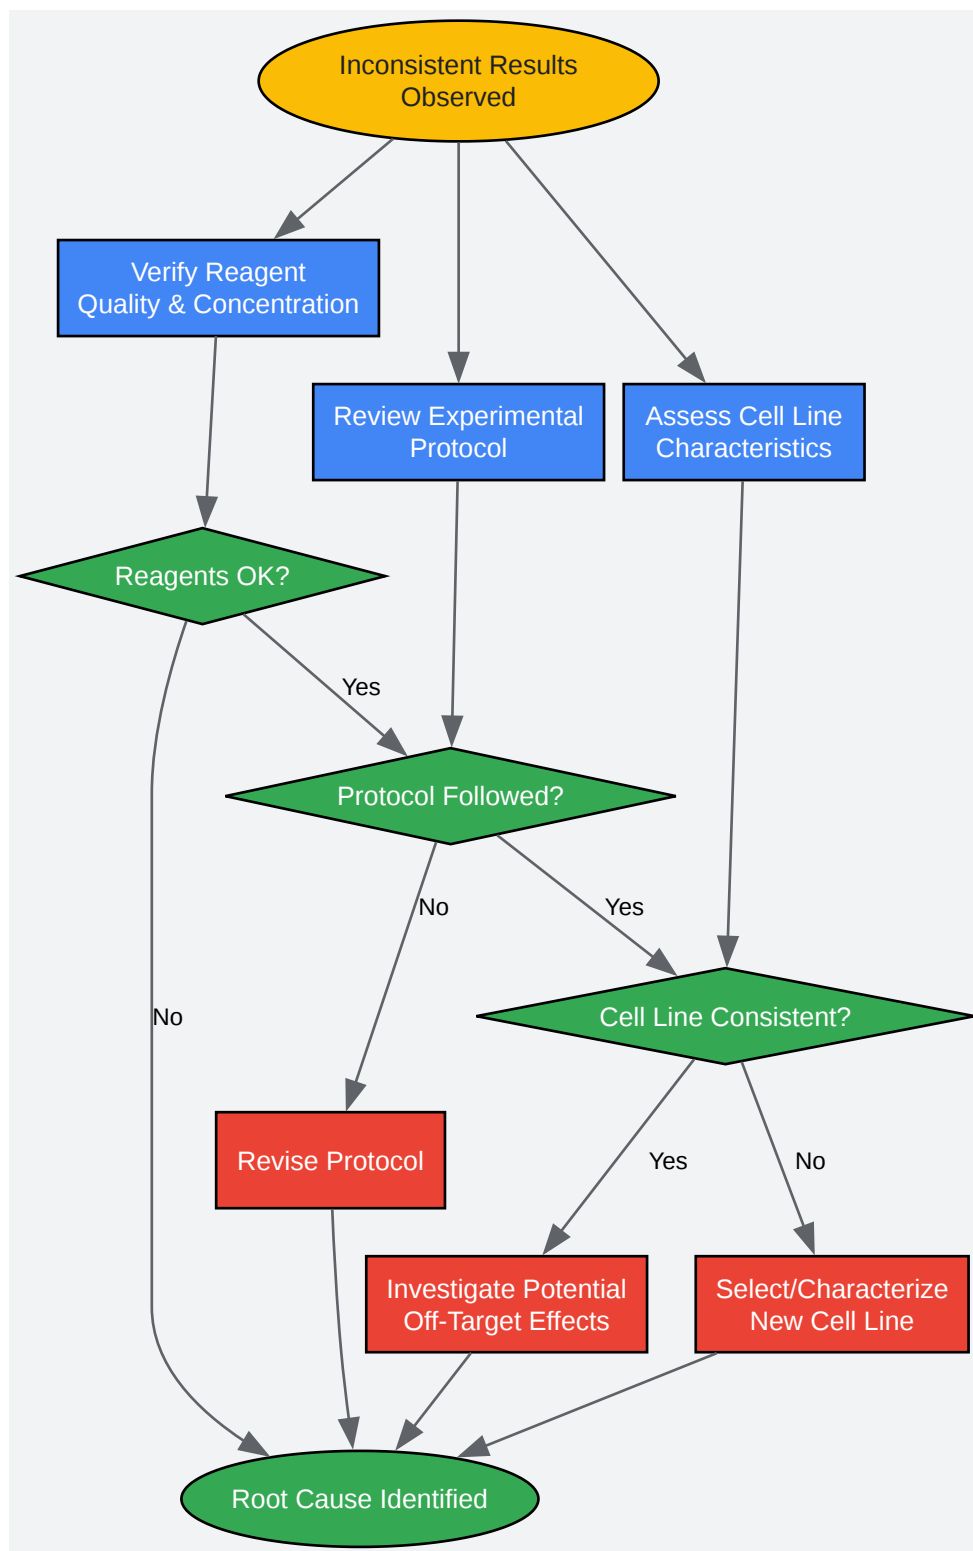 Inconsistent Results
Observed
Verify Reagent
Quality & Concentration
Review Experimental
Protocol
Assess Cell Line
Characteristics
Reagents OK?
Yes
Protocol Followed?
No
Yes
No
Cell Line Consistent?
Revise Protocol
Yes
No
Investigate Potential
Off-Target Effects
Select/Characterize
New Cell Line
Root Cause Identified